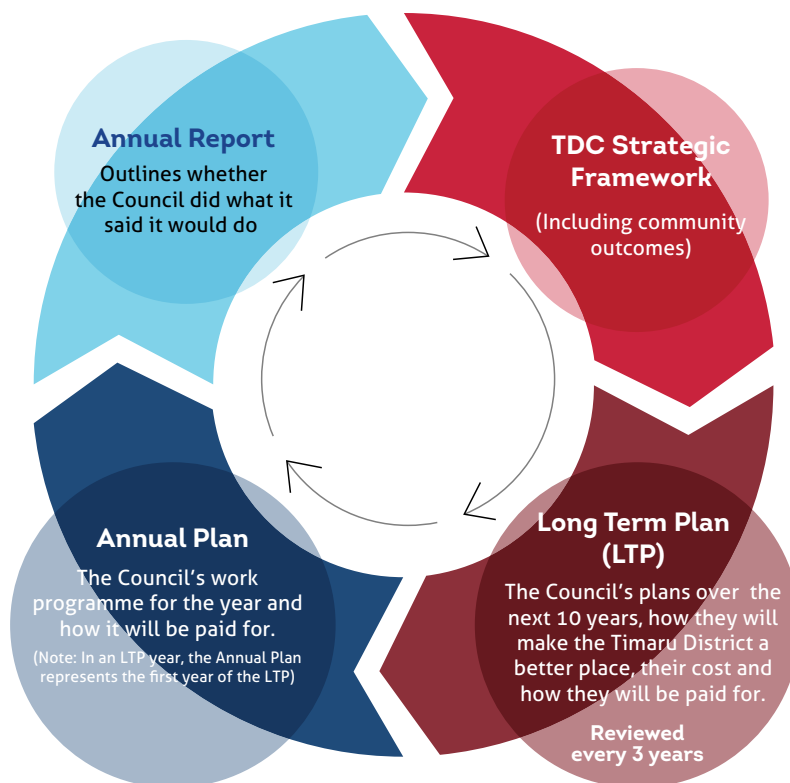 Annual Report
Outlines whether
the Council did what it
said it would do
TDC Strategic
Framework
(Including community
outcomes)
Long Term Plan
(LTP)
The Council’s plans over the
next 10 years, how they will
make the Timaru District a
better place, their cost and
how they will be paid for.
Reviewed
every 3 years
Annual Plan
The Council’s work
programme for the year and
how it will be paid for.
(Note: In an LTP year, the Annual Plan
represents the first year of the LTP)